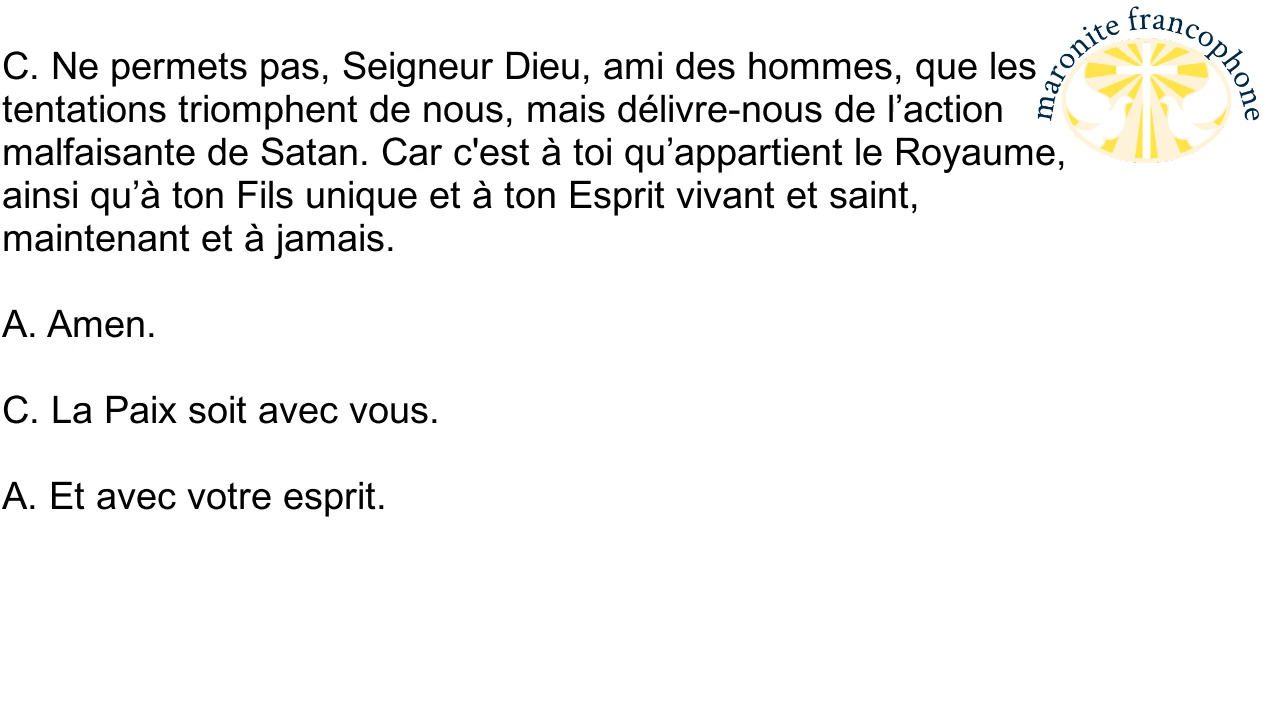 maronite francophone
C. Ne permets pas, Seigneur Dieu, ami des hommes, que les
tentations triomphent de nous, mais délivre-nous de l’action
malfaisante de Satan. Car c'est à toi qu’appartient le Royaume,
ainsi qu’à ton Fils unique et à ton Esprit vivant et saint,
maintenant et à jamais.
A. Amen.
C. La Paix soit avec vous.
A. Et avec votre esprit.